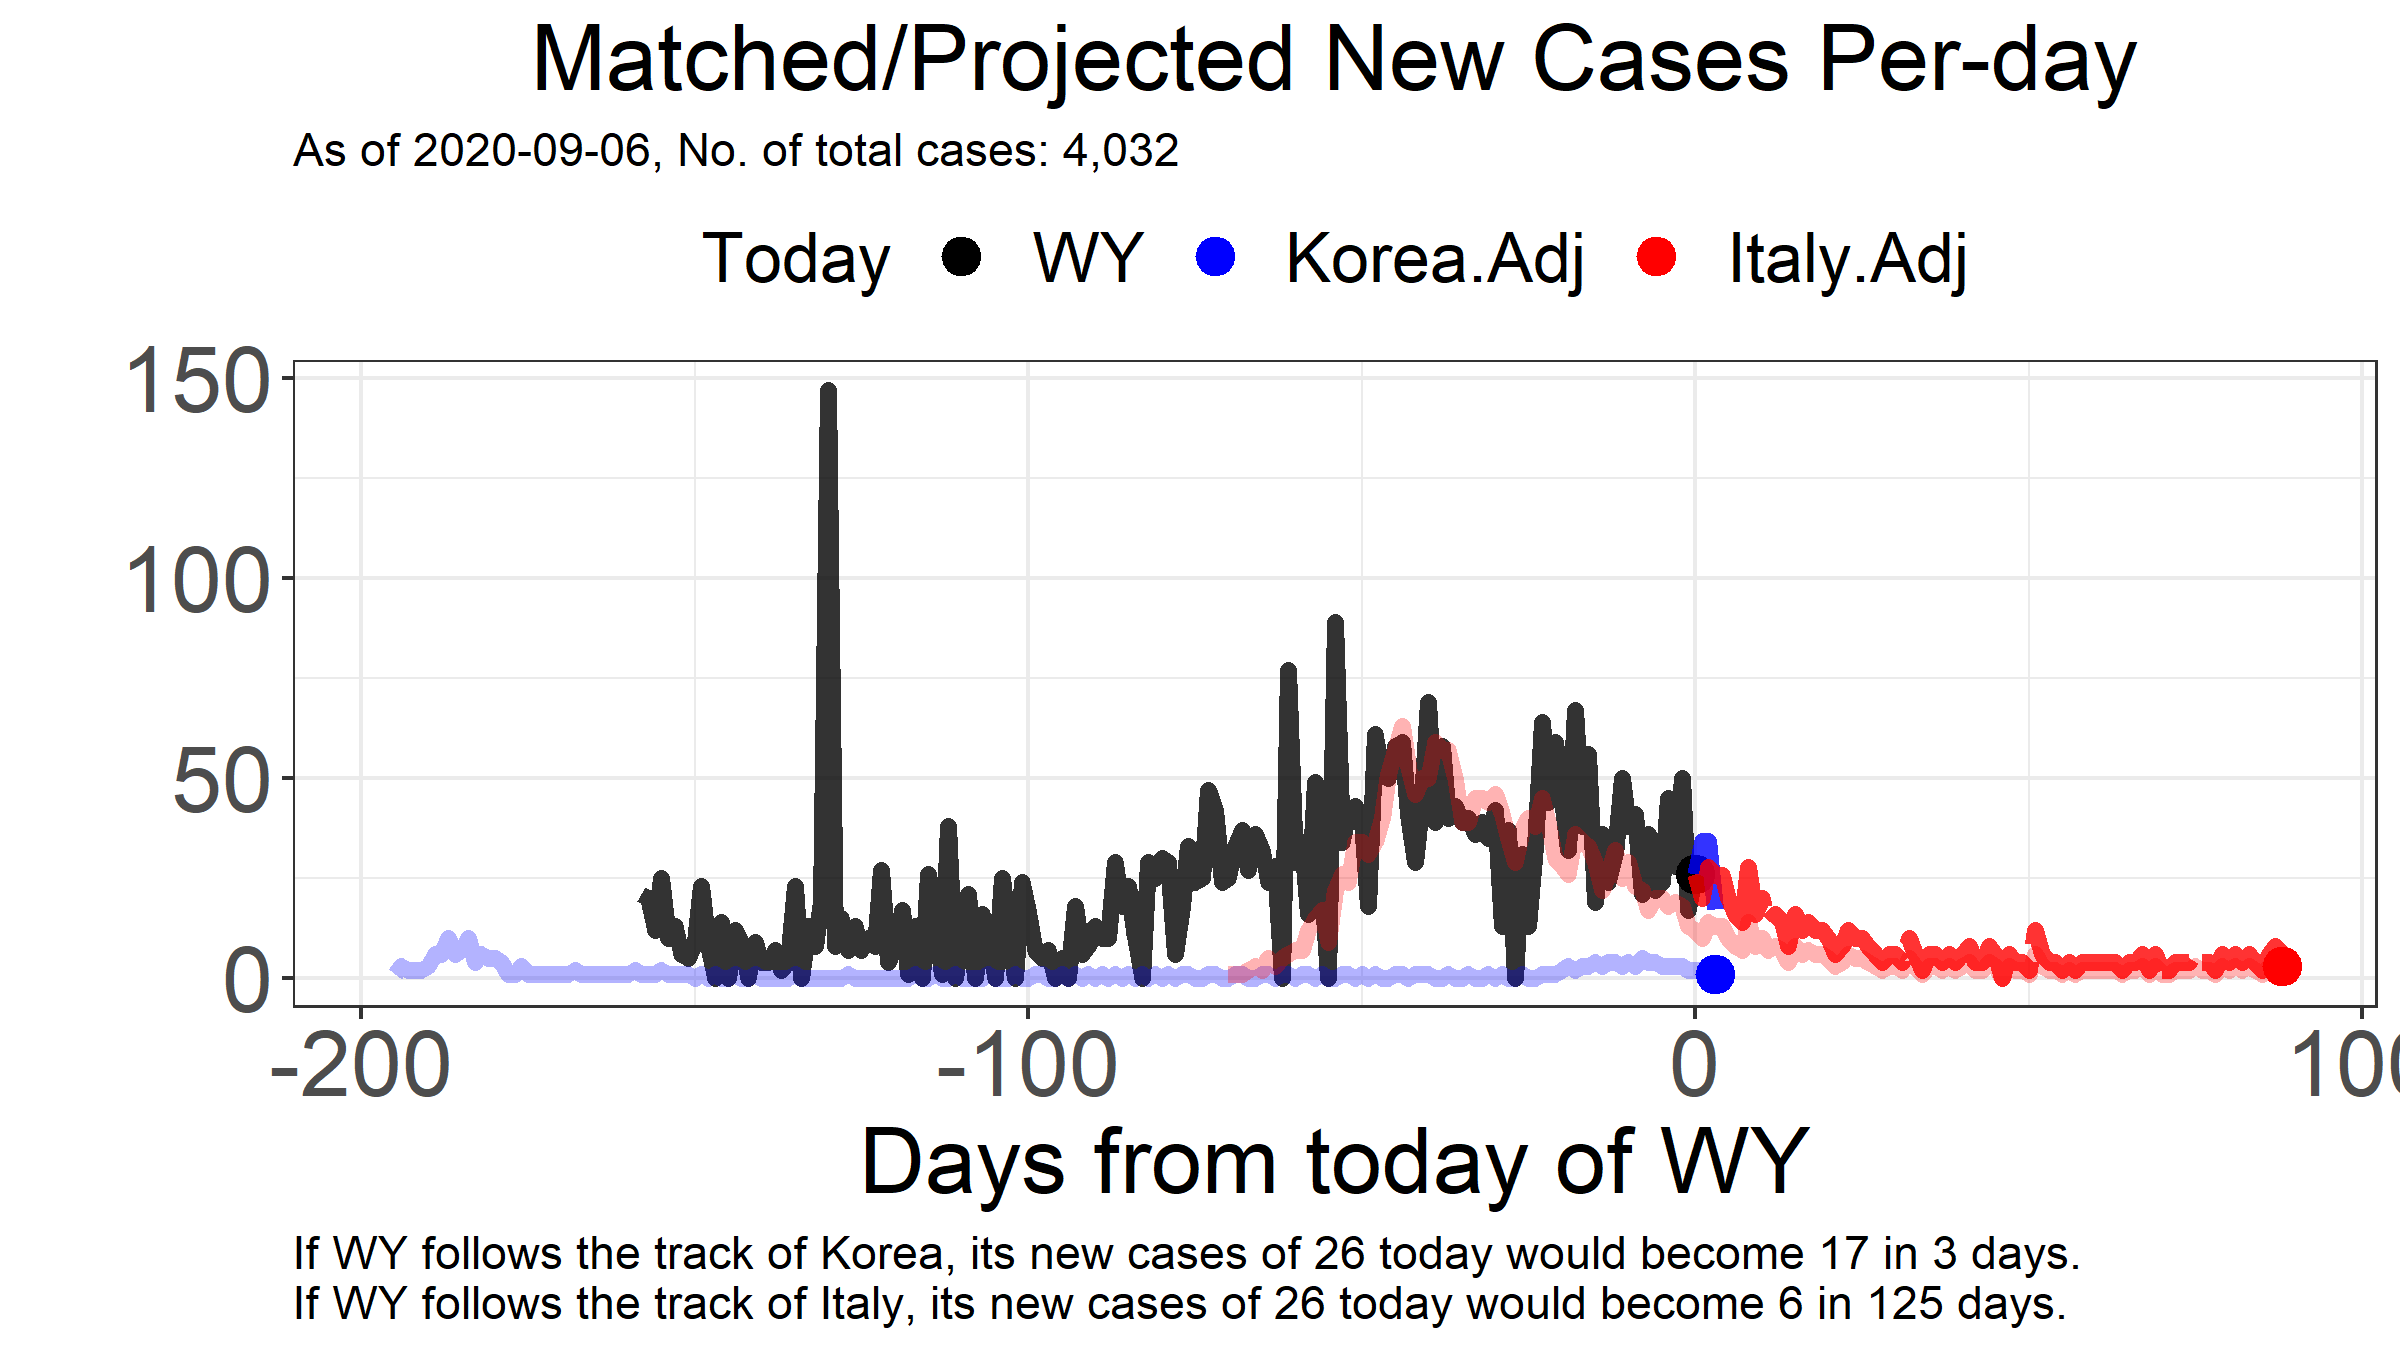 Matched/Projected New Cases Per-day
As of 2020-09-06, No. of total cases: 4,032
Today WY Korea.Adj Italy.Adj
150
100
50
0
-200 -100 0 100
Days from today of WY
If WY follows the track of Korea, its new cases of 26 today would become 17 in 3 days.
If WY follows the track of Italy, its new cases of 26 today would become 6 in 125 days.